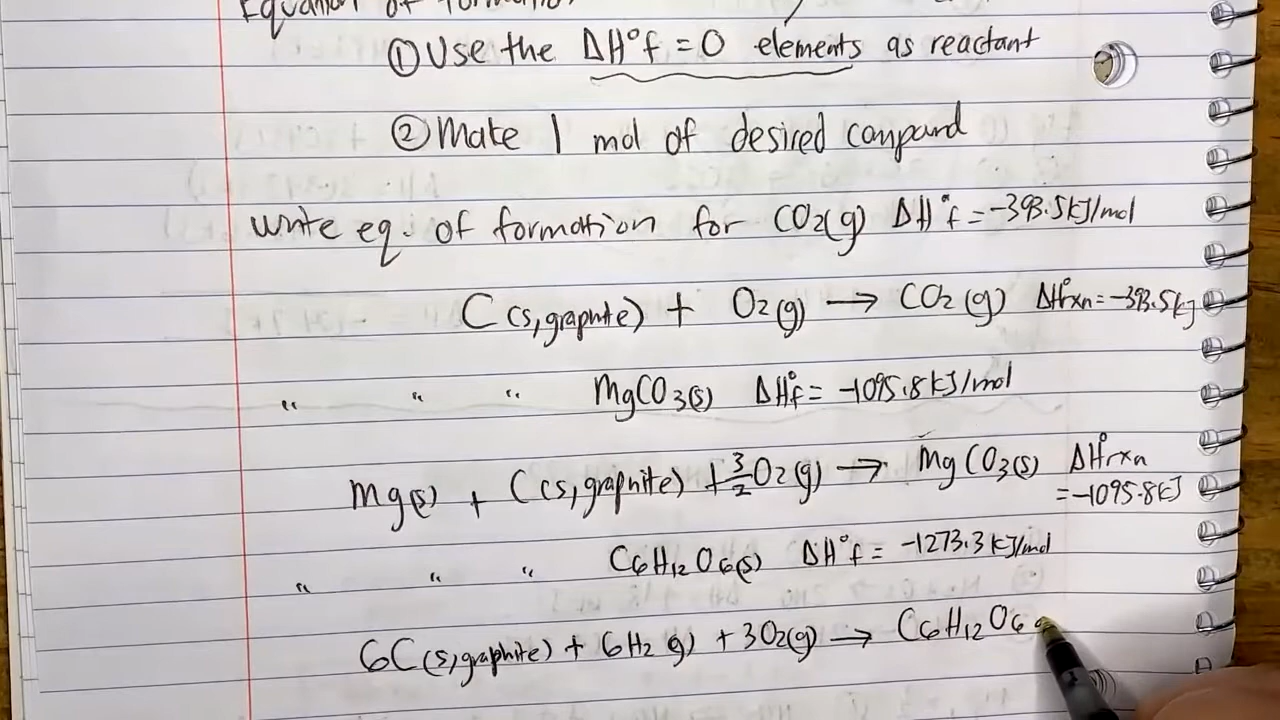 Equation of formation
① Use the ΔH°f = 0 elements as reactant
② Make 1 mol of desired compound
Write eq. of formation for CO2(g) ΔH°f = -393.5 kJ/mol
C(s, graphite) + O2(g) → CO2(g) ΔH°rxn = -393.5 kJ
" " " MgCO3(s) ΔH°f = -1095.8 kJ/mol
Mg(s) + C(s, graphite) + 3/2 O2(g) → MgCO3(s) ΔH°rxn
= -1095.8 kJ
" " " C6H12O6(s) ΔH°f = -1273.3 kJ/mol
6C(s, graphite) + 6H2 g) + 3O2(g) → C6H12O6